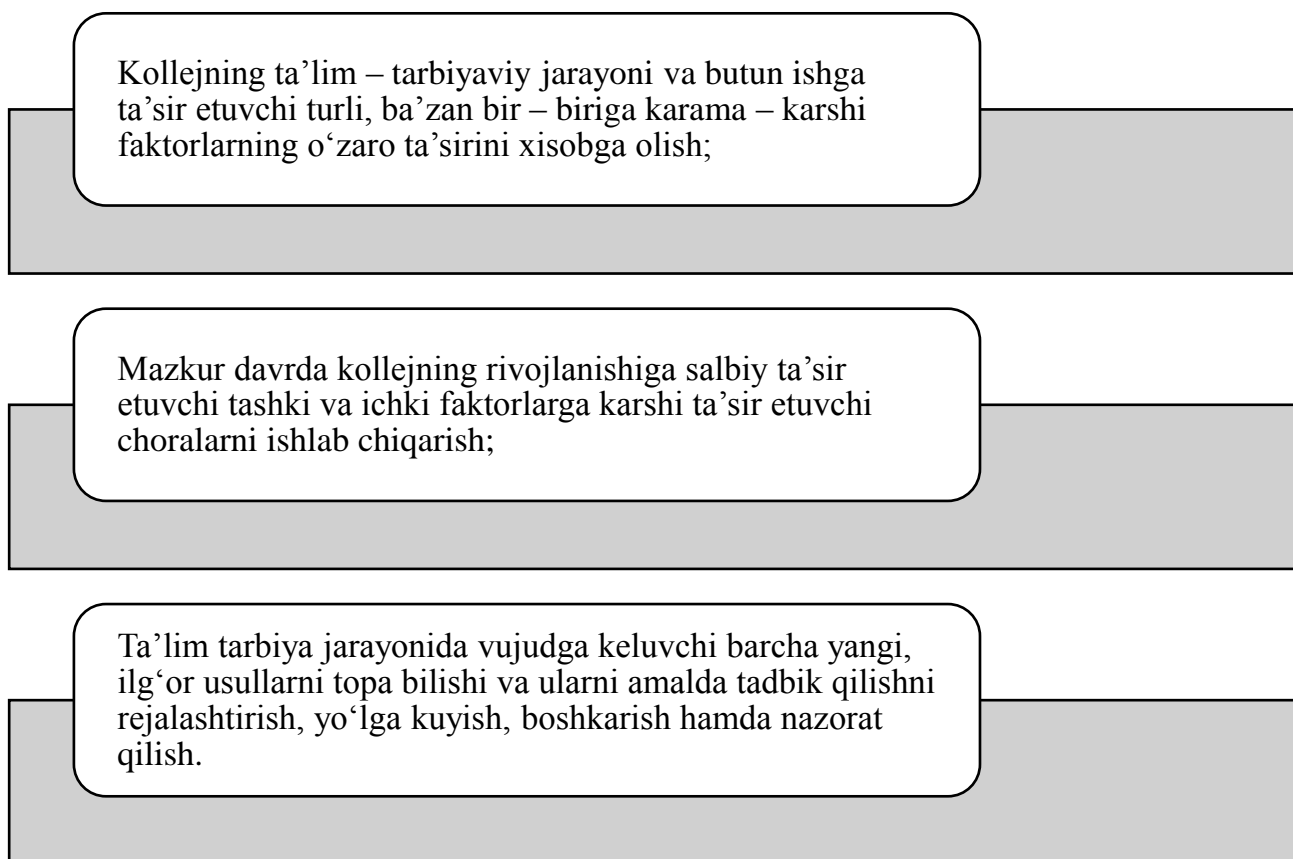 Kollejning ta’lim – tarbiyaviy jarayoni va butun ishga
ta’sir etuvchi turli, ba’zan bir – biriga karama – karshi
faktorlarning o‘zaro ta’sirini xisobga olish;
Mazkur davrda kollejning rivojlanishiga salbiy ta’sir
etuvchi tashki va ichki faktorlarga karshi ta’sir etuvchi
choralarni ishlab chiqarish;
Ta’lim tarbiya jarayonida vujudga keluvchi barcha yangi,
ilg‘or usullarni topa bilishi va ularni amalda tadbik qilishni
rejalashtirish, yo‘lga kuyish, boshkarish hamda nazorat
qilish.